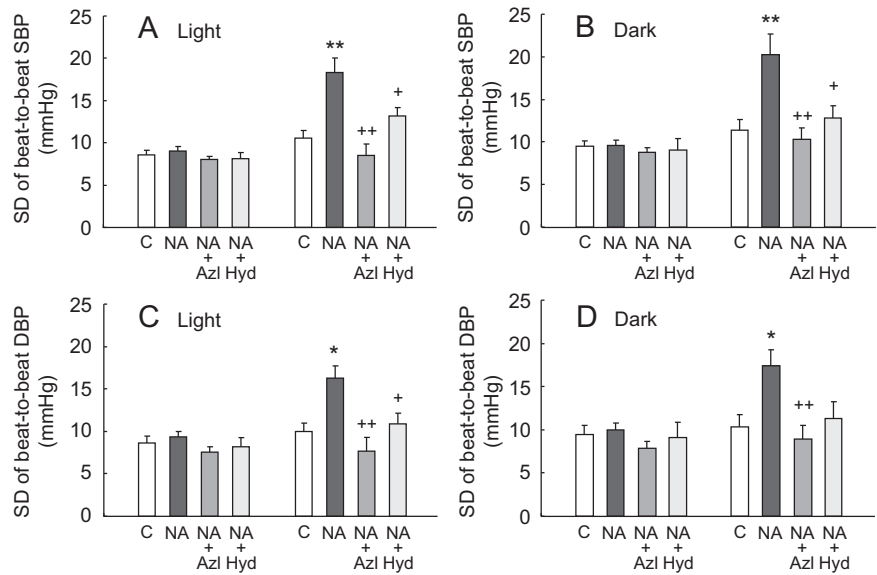 A Light
SD of beat-to-beat SBP
(mmHg)
25
20
15
10
5
0
**
++
+
C NA NA NA C NA NA NA
+ + + +
Azl Hyd Azl Hyd
B Dark
SD of beat-to-beat SBP
(mmHg)
25
20
15
10
5
0
**
++
+
C NA NA NA C NA NA NA
+ + + +
Azl Hyd Azl Hyd
C Light
SD of beat-to-beat DBP
(mmHg)
25
20
15
10
5
0
*
++
+
C NA NA NA C NA NA NA
+ + + +
Azl Hyd Azl Hyd
D Dark
SD of beat-to-beat DBP
(mmHg)
25
20
15
10
5
0
*
++
C NA NA NA C NA NA NA
+ + + +
Azl Hyd Azl Hyd